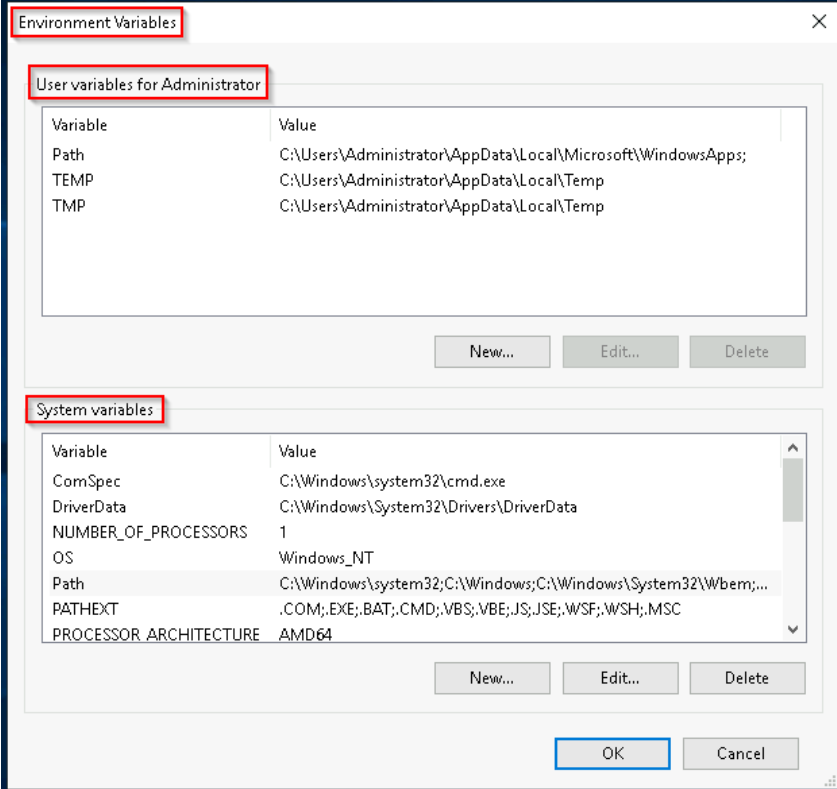 Environment Variables
User variables for Administrator
Variable Value
Path C:\Users\Administrator\AppData\Local\Microsoft\WindowsApps;
TEMP C:\Users\Administrator\AppData\Local\Temp
TMP C:\Users\Administrator\AppData\Local\Temp
New... Edit... Delete
System variables
Variable Value
ComSpec C:\Windows\system32\cmd.exe
DriverData C:\Windows\System32\Drivers\DriverData
NUMBER_OF_PROCESSORS 1
OS Windows_NT
Path C:\Windows\system32;C:\Windows;C:\Windows\System32\Wbem;...
PATHEXT .COM;.EXE;.BAT;.CMD;.VBS;.VBE;.JS;.JSE;.WSF;.WSH;.MSC
PROCESSOR_ARCHITECTURE AMD64
New... Edit... Delete
OK Cancel